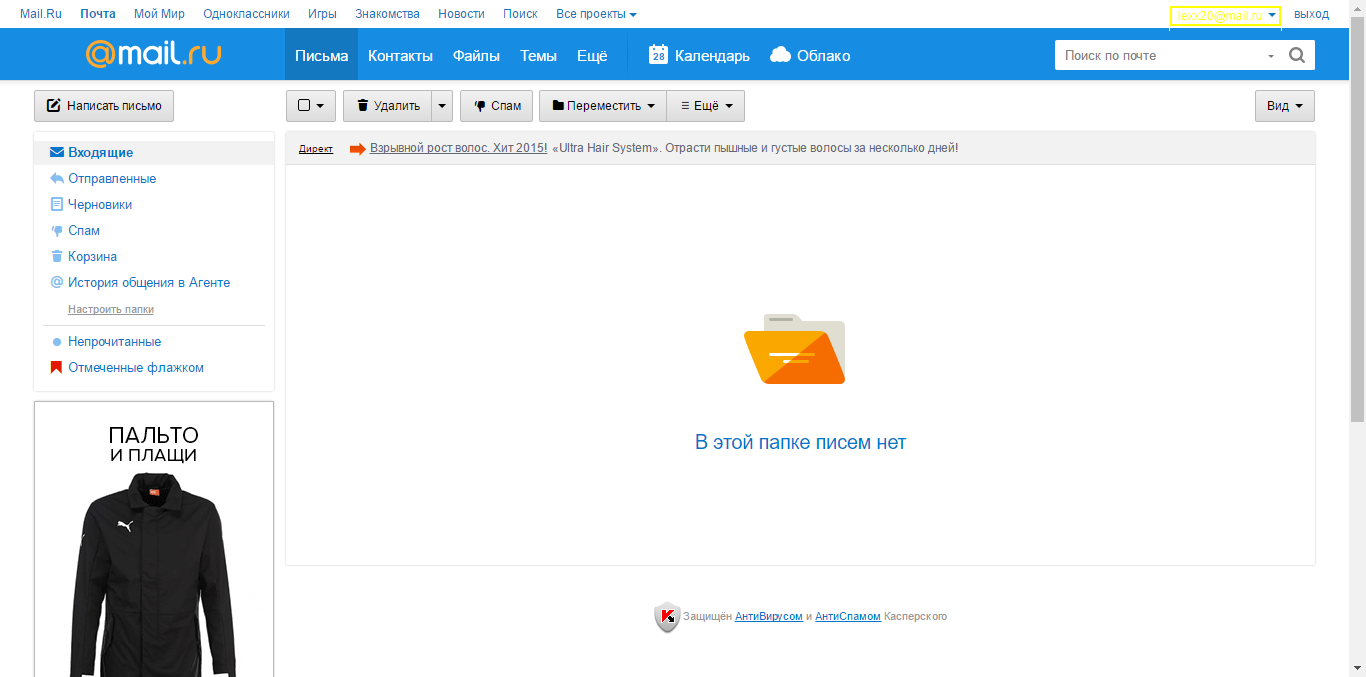 Mail.Ru Почта Мой Мир Одноклассники Игры Знакомства Новости Поиск Все проекты
выход
@mail.ru Письма Контакты Файлы Темы Ещё 28 Календарь Облако Поиск по почте
Написать письмо Удалить Спам Переместить Ещё Вид
Входящие
Отправленные
Черновики
Спам
Корзина
История общения в Агенте
Настроить папки
Непрочитанные
Отмеченные флажком
Директ Взрывной рост волос. Хит 2015! «Ultra Hair System». Отрасти пышные и густые волосы за несколько дней!
В этой папке писем нет
ПАЛЬТО
И ПЛАЩИ
Защищён АнтиВирусом и АнтиСпамом Касперского